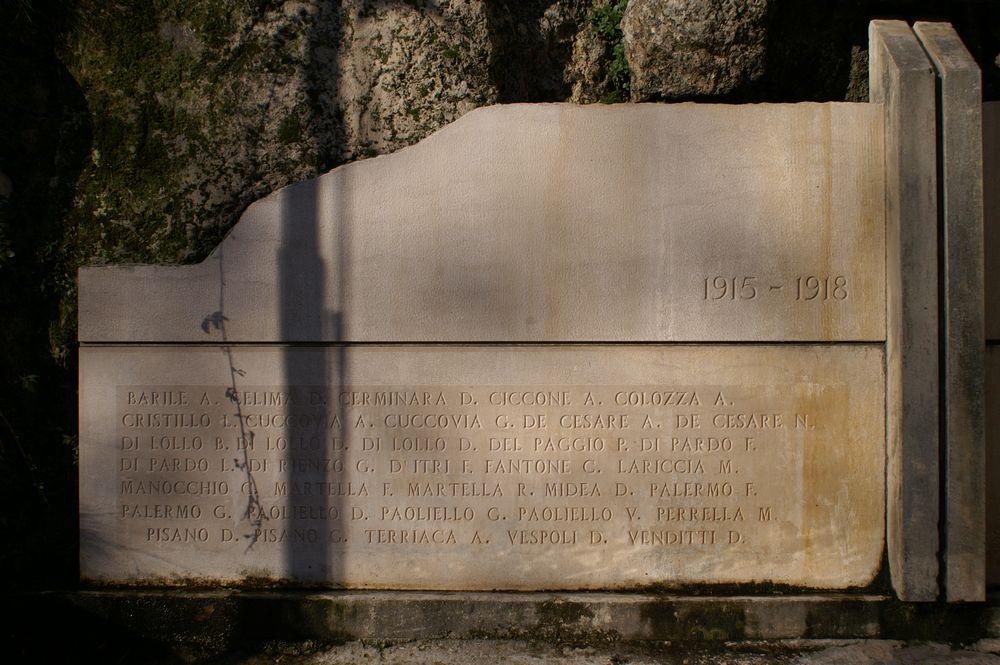 1915 - 1918
BARILE A. CELIMA D. CERMINARA D. CICCONE A. COLOZZA A.
CRISTILLO L. CUCCOVIA A. CUCCOVIA G. DE CESARE A. DE CESARE N.
DI LOLLO B. DI LOLLO D. DI LOLLO D. DEL PAGGIO P. DI PARDO F.
DI PARDO L. DI RIENZO G. D'ITRI F. FANTONE C. LARICCIA M.
MANOCCHIO G. MARTELLA F. MARTELLA R. MIDEA D. PALERMO F.
PALERMO G. PAOLIELLO D. PAOLIELLO G. PAOLIELLO V. PERRELLA M.
PISANO D. PISANO G. TERRIACA A. VESPOLI D. VENDITTI D.